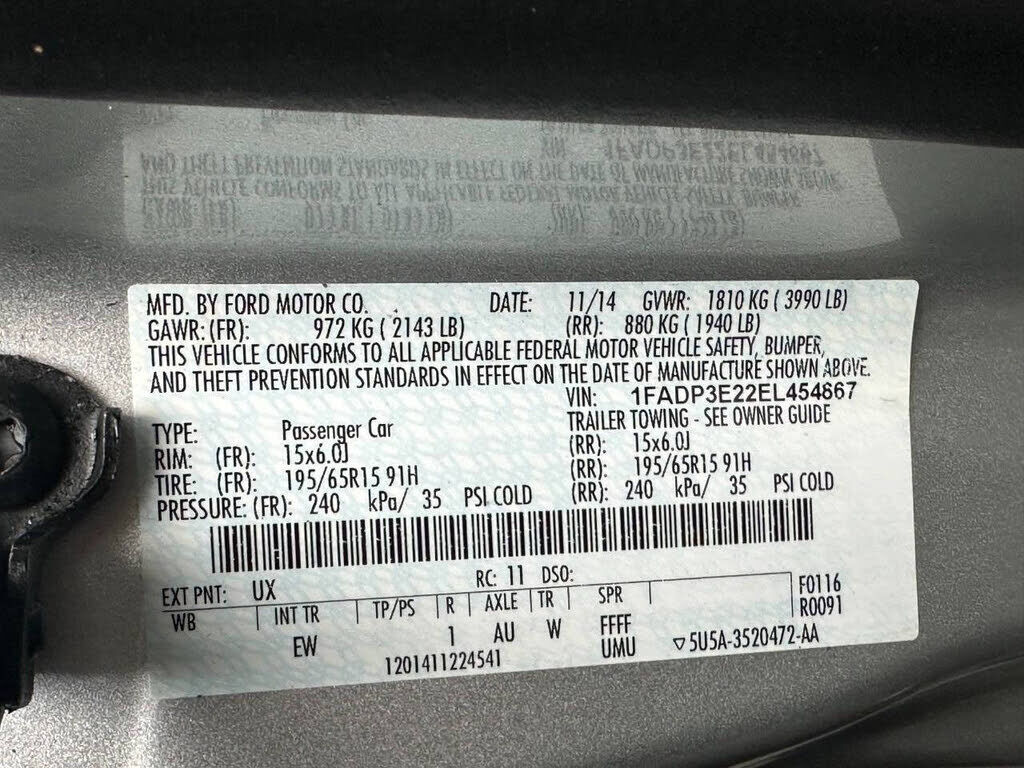 MFD. BY FORD MOTOR CO. DATE: 11/14 GVWR: 1810 KG ( 3990 LB)
GAWR: (FR): 972 KG ( 2143 LB) (RR): 880 KG ( 1940 LB)
THIS VEHICLE CONFORMS TO ALL APPLICABLE FEDERAL MOTOR VEHICLE SAFETY, BUMPER,
AND THEFT PREVENTION STANDARDS IN EFFECT ON THE DATE OF MANUFACTURE SHOWN ABOVE.
VIN: 1FADP3E22EL454867
TYPE: Passenger Car TRAILER TOWING - SEE OWNER GUIDE
RIM: (FR): 15x6.0J (RR): 15x6.0J
TIRE: (FR): 195/65R15 91H (RR): 195/65R15 91H
PRESSURE: (FR): 240 kPa/ 35 PSI COLD (RR): 240 kPa/ 35 PSI COLD
EXT PNT: UX RC: 11 DSO: F0116
WB INT TR TP/PS R AXLE TR SPR R0091
EW 1 AU W FFFF
UMU
1201411224541 ▽5U5A-3520472-AA